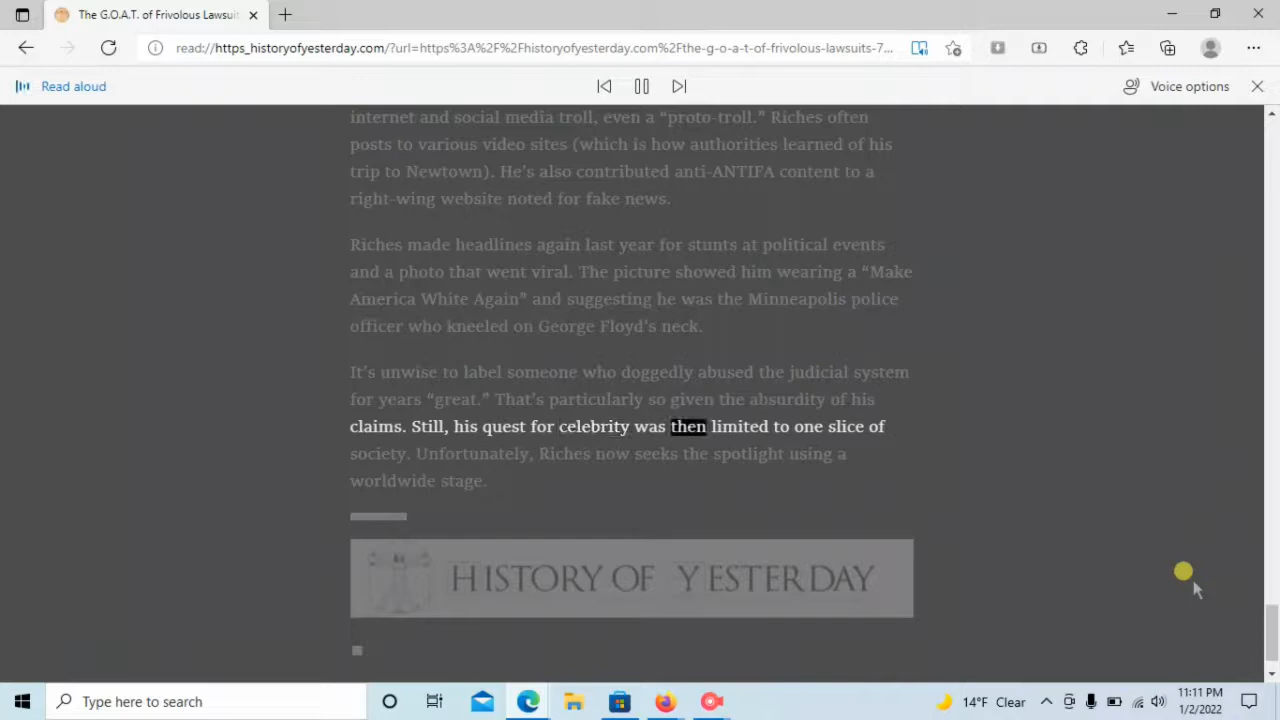 The G.O.A.T. of Frivolous Lawsuit
read://https_historyofyesterday.com/?url=https%3A%2F%2Fhistoryofyesterday.com%2Fthe-g-o-a-t-of-frivolous-lawsuits-7...
Read aloud
Voice options
internet and social media troll, even a “proto-troll.” Riches often
posts to various video sites (which is how authorities learned of his
trip to Newtown). He’s also contributed anti-ANTIFA content to a
right-wing website noted for fake news.
Riches made headlines again last year for stunts at political events
and a photo that went viral. The picture showed him wearing a “Make
America White Again” and suggesting he was the Minneapolis police
officer who kneeled on George Floyd’s neck.
It’s unwise to label someone who doggedly abused the judicial system
for years “great.” That’s particularly so given the absurdity of his
claims. Still, his quest for celebrity was then limited to one slice of
society. Unfortunately, Riches now seeks the spotlight using a
worldwide stage.
HISTORY OF YESTERDAY
Type here to search
14°F Clear
11:11 PM
1/2/2022